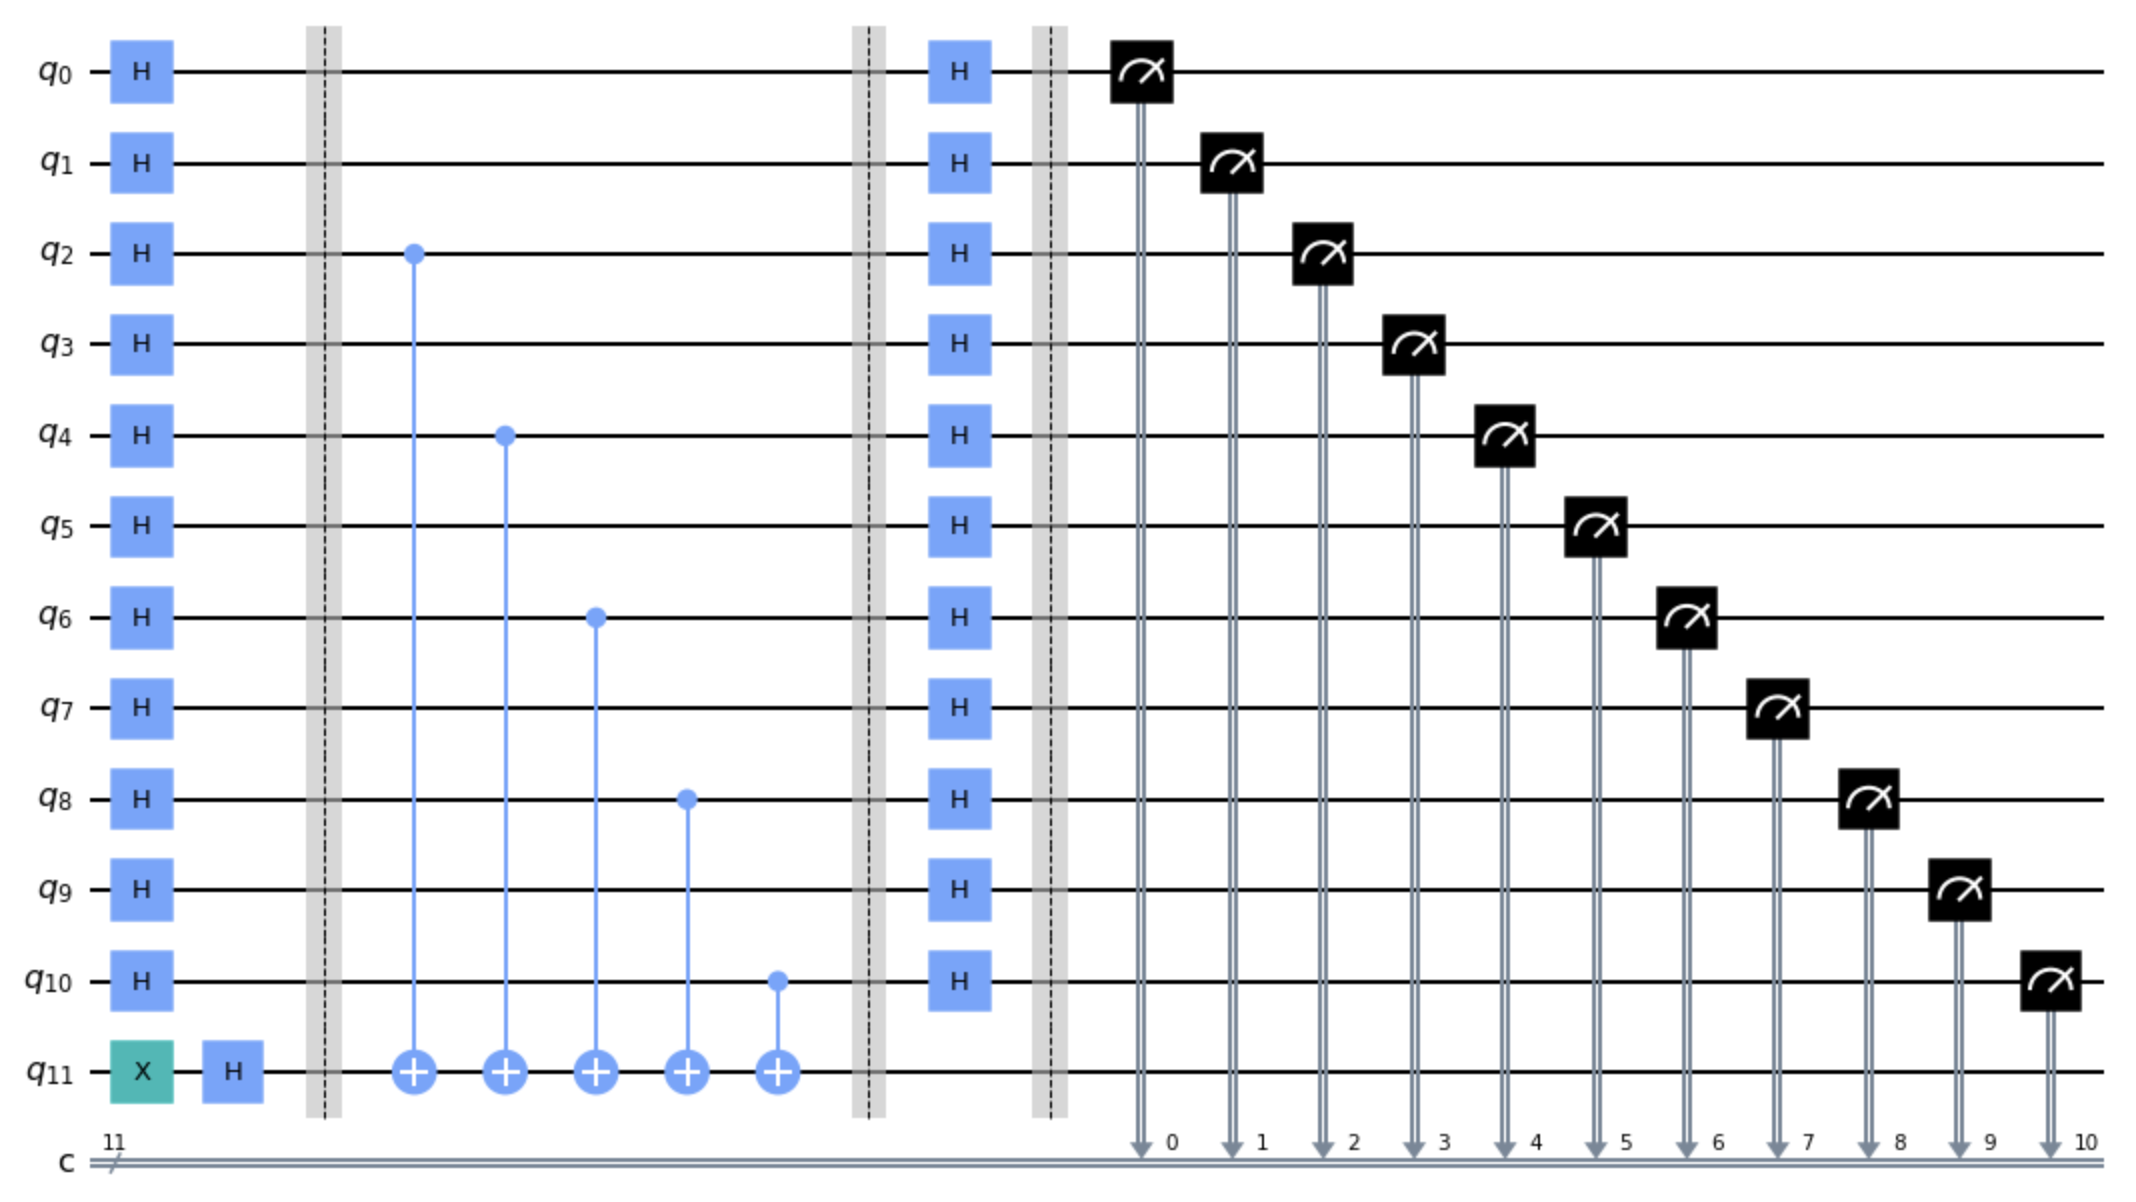 q0 H H
q1 H H
q2 H H
q3 H H
q4 H H
q5 H H
q6 H H
q7 H H
q8 H H
q9 H H
q10 H H
q11 X H
11 0 1 2 3 4 5 6 7 8 9 10
c